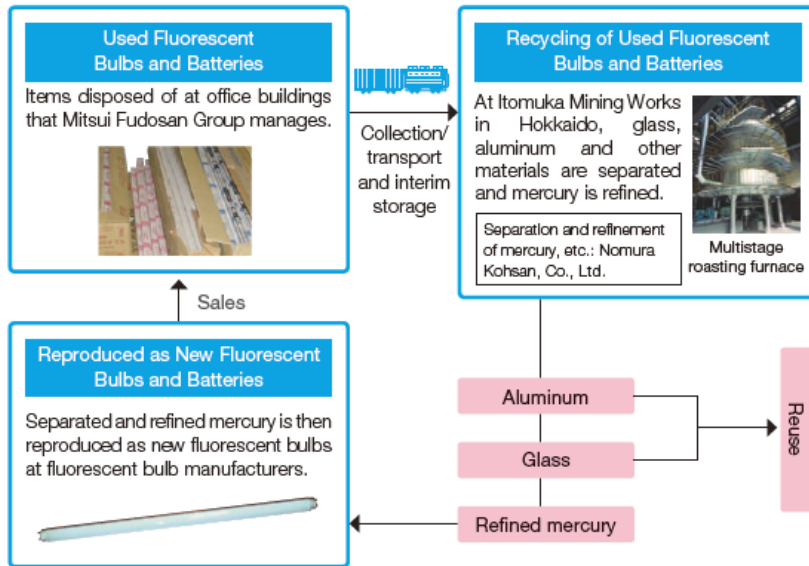 Used Fluorescent
Bulbs and Batteries
Items disposed of at office buildings
that Mitsui Fudosan Group manages.
Collection/
transport
and interim
storage
Recycling of Used Fluorescent
Bulbs and Batteries
At Itomuka Mining Works
in Hokkaido, glass,
aluminum and other
materials are separated
and mercury is refined.
Separation and refinement
of mercury, etc.: Nomura
Kohsan, Co., Ltd.
Multistage
roasting furnace
Sales
Reproduced as New Fluorescent
Bulbs and Batteries
Separated and refined mercury is then
reproduced as new fluorescent bulbs
at fluorescent bulb manufacturers.
Aluminum
Glass
Refined mercury
Reuse